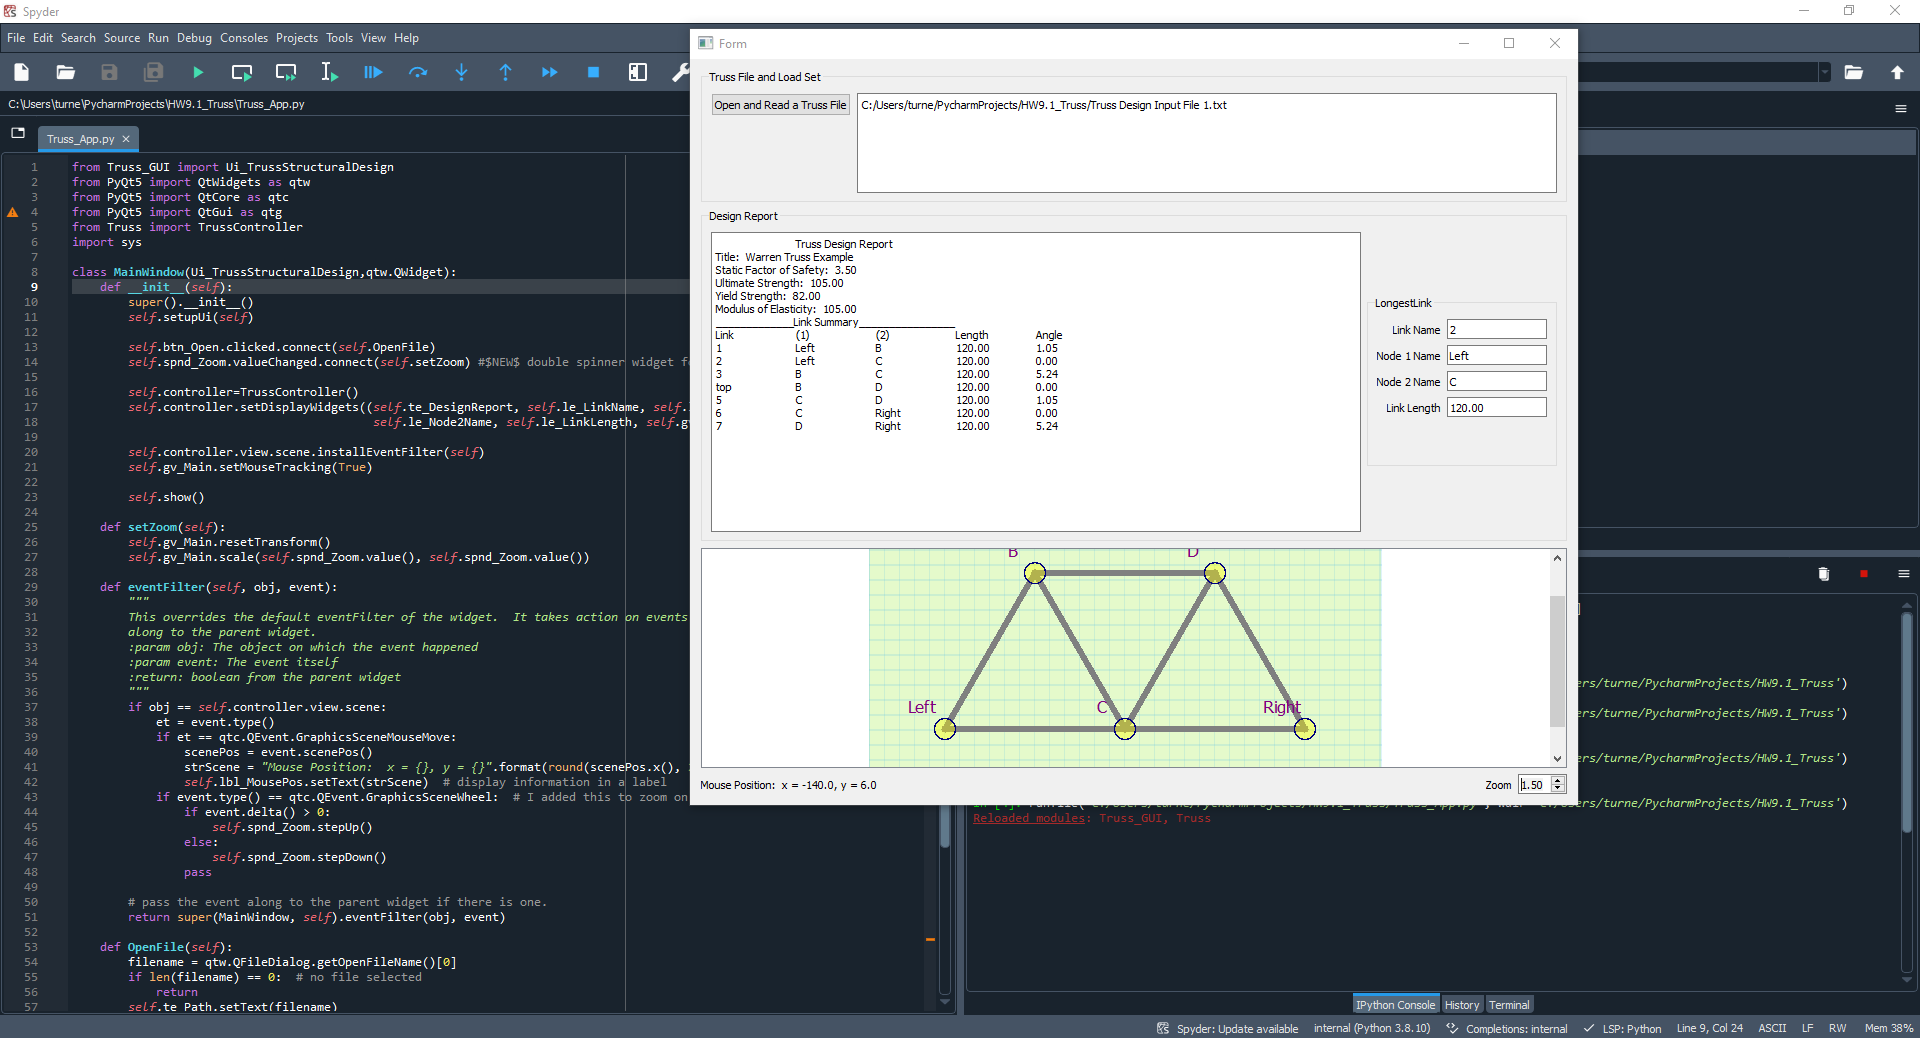 Spyder
File Edit Search Source Run Debug Consoles Projects Tools View Help
C:\Users\turne\PycharmProjects\HW9.1_Truss\Truss_App.py
Truss_App.py
1 from Truss_GUI import Ui_TrussStructuralDesign
2 from PyQt5 import QtWidgets as qtw
3 from PyQt5 import QtCore as qtc
4 from PyQt5 import QtGui as qtg
5 from Truss import TrussController
6 import sys
7
8 class MainWindow(Ui_TrussStructuralDesign,qtw.QWidget):
9 def __init__(self):
10 super().__init__()
11 self.setupUi(self)
12
13 self.btn_Open.clicked.connect(self.OpenFile)
14 self.spnd_Zoom.valueChanged.connect(self.setZoom) #$NEW$ double spinner widget f
15
16 self.controller=TrussController()
17 self.controller.setDisplayWidgets((self.te_DesignReport, self.le_LinkName, self.
18 self.le_Node2Name, self.le_LinkLength, self.g
19
20 self.controller.view.scene.installEventFilter(self)
21 self.gv_Main.setMouseTracking(True)
22
23 self.show()
24
25 def setZoom(self):
26 self.gv_Main.resetTransform()
27 self.gv_Main.scale(self.spnd_Zoom.value(), self.spnd_Zoom.value())
28
29 def eventFilter(self, obj, event):
30 """
31 This overrides the default eventFilter of the widget.  It takes action on events
32 along to the parent widget.
33 :param obj: The object on which the event happened
34 :param event: The event itself
35 :return: boolean from the parent widget
36 """
37 if obj == self.controller.view.scene:
38 et = event.type()
39 if et == qtc.QEvent.GraphicsSceneMouseMove:
40 scenePos = event.scenePos()
41 strScene = "Mouse Position:  x = {}, y = {}".format(round(scenePos.x(),
42 self.lbl_MousePos.setText(strScene)  # display information in a label
43 if event.type() == qtc.QEvent.GraphicsSceneWheel:  # I added this to zoom on
44 if event.delta() > 0:
45 self.spnd_Zoom.stepUp()
46 else:
47 self.spnd_Zoom.stepDown()
48 pass
49
50 # pass the event along to the parent widget if there is one.
51 return super(MainWindow, self).eventFilter(obj, event)
52
53 def OpenFile(self):
54 filename = qtw.QFileDialog.getOpenFileName()[0]
55 if len(filename) == 0:  # no file selected
56 return
57 self.te_Path.setText(filename)
Form
Truss File and Load Set
Open and Read a Truss File
C:/Users/turne/PycharmProjects/HW9.1_Truss/Truss Design Input File 1.txt
Design Report
Truss Design Report
Title: Warren Truss Example
Static Factor of Safety: 3.50
Ultimate Strength: 105.00
Yield Strength: 82.00
Modulus of Elasticity: 105.00
_____________Link Summary________________
Link (1) (2) Length Angle
1 Left B 120.00 1.05
2 Left C 120.00 0.00
3 B C 120.00 5.24
top B D 120.00 0.00
5 C D 120.00 1.05
6 C Right 120.00 0.00
7 D Right 120.00 5.24
LongestLink
Link Name 2
Node 1 Name Left
Node 2 Name C
Link Length 120.00
B D
Left C Right
Mouse Position: x = -140.0, y = 6.0
Zoom 1.50
]
ers/turne/PycharmProjects/HW9.1_Truss')
ers/turne/PycharmProjects/HW9.1_Truss')
ers/turne/PycharmProjects/HW9.1_Truss')
ers/turne/PycharmProjects/HW9.1_Truss')
Reloaded modules: Truss_GUI, Truss
IPython Console History Terminal
Spyder: Update available internal (Python 3.8.10) Completions: internal LSP: Python Line 9, Col 24 ASCII LF RW Mem 38%